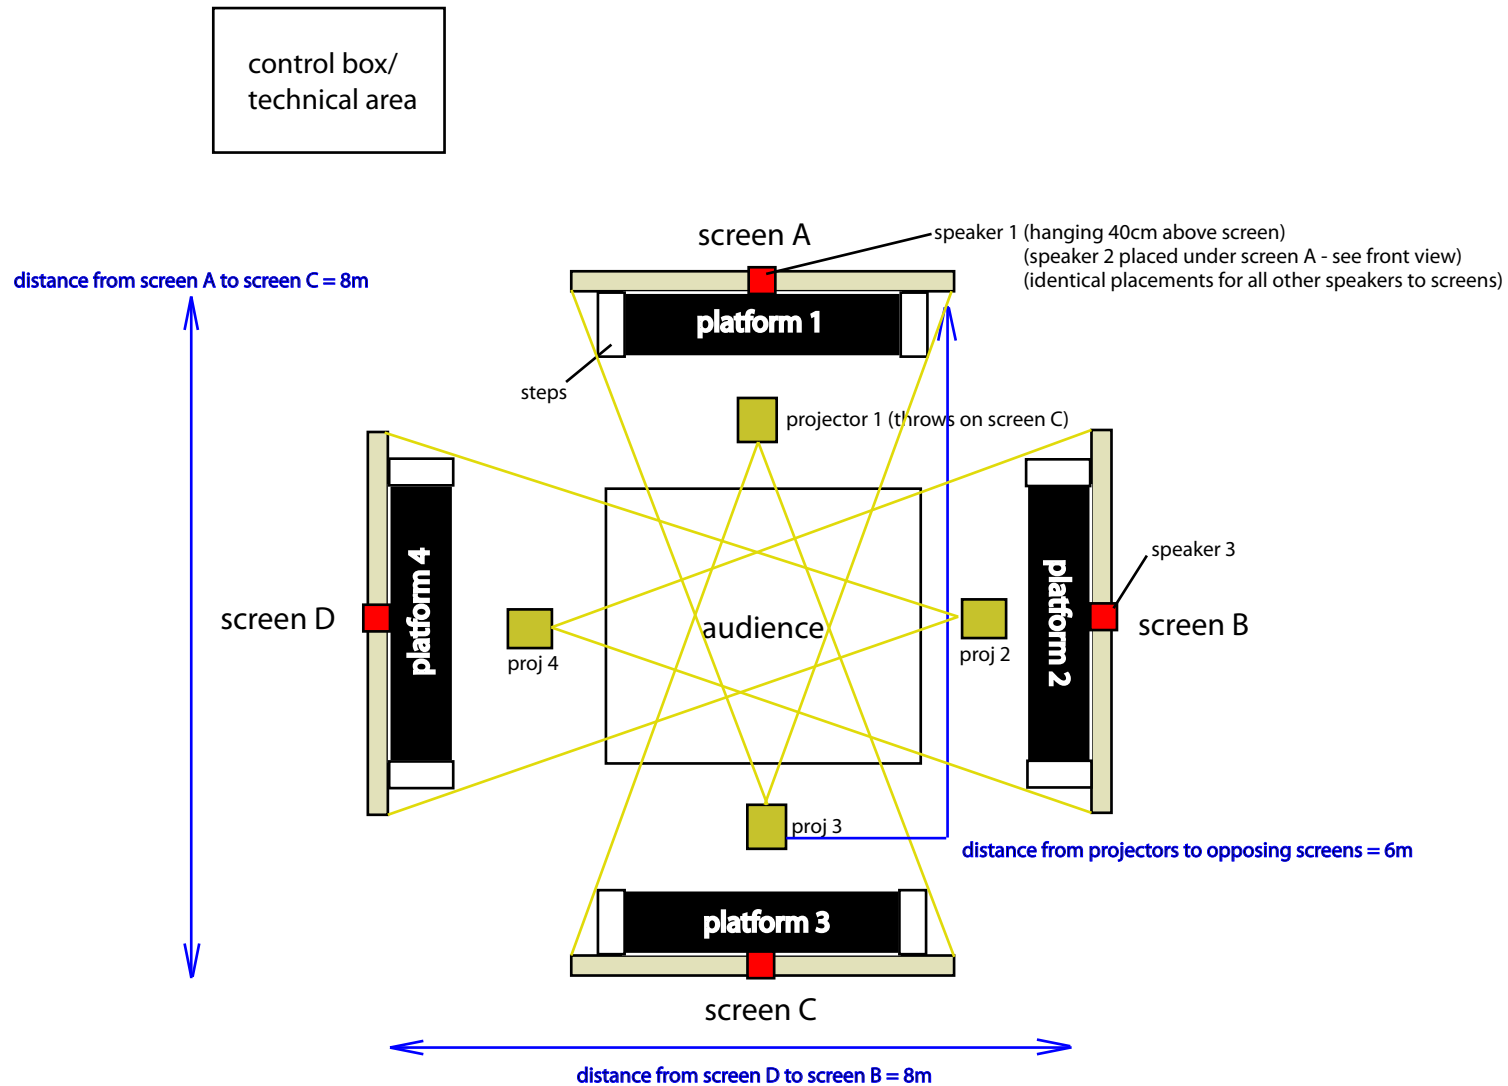 control box/
technical area
screen A
speaker 1 (hanging 40cm above screen)
(speaker 2 placed under screen A - see front view)
(identical placements for all other speakers to screens)
distance from screen A to screen C = 8m
platform 1
steps
projector 1 (throws on screen C)
speaker 3
platform 4
platform 2
screen D
audience
screen B
proj 4
proj 2
proj 3
distance from projectors to opposing screens = 6m
platform 3
screen C
distance from screen D to screen B = 8m